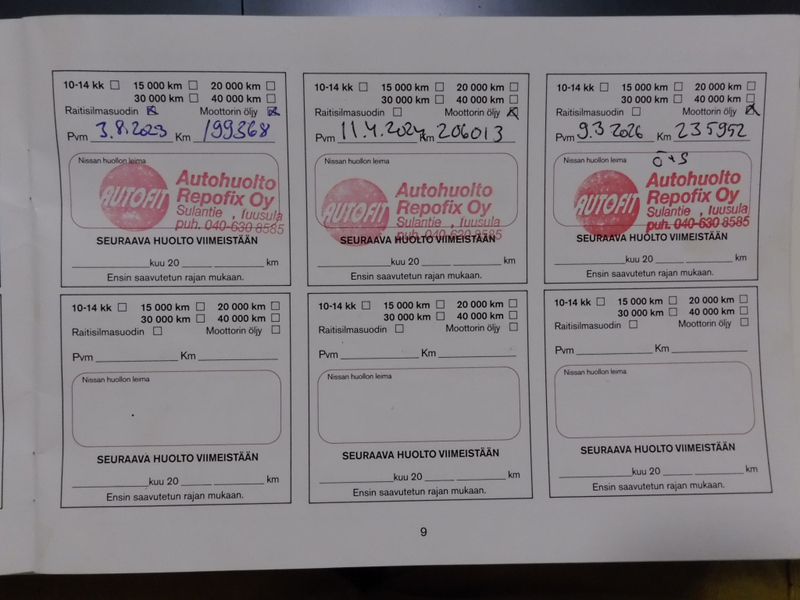 10-14 kk ☐ 15 000 km ☐ 20 000 km ☐
30 000 km ☐ 40 000 km ☐
Raitisilmasuodin ☒ Moottorin öljy ☒
Pvm 3.8.2023 Km 199368
Nissan huollon leima
AUTOFIT
Autohuolto
Repofix Oy
Sulantie , Tuusula
puh. 040-630 8585
SEURAAVA HUOLTO VIIMEISTÄÄN
kuu 20 km
Ensin saavutetun rajan mukaan.
10-14 kk ☐ 15 000 km ☐ 20 000 km ☐
30 000 km ☐ 40 000 km ☐
Raitisilmasuodin ☐ Moottorin öljy ☒
Pvm 11.4.2024 Km 206013
Nissan huollon leima
AUTOFIT
Autohuolto
Repofix Oy
Sulantie , Tuusula
puh. 040-630 8585
SEURAAVA HUOLTO VIIMEISTÄÄN
kuu 20 km
Ensin saavutetun rajan mukaan.
10-14 kk ☐ 15 000 km ☐ 20 000 km ☐
30 000 km ☐ 40 000 km ☐
Raitisilmasuodin ☐ Moottorin öljy ☒
Pvm 9.3 2026 Km 235952
Ö+S
Nissan huollon leima
AUTOFIT
Autohuolto
Repofix Oy
Sulantie , Tuusula
puh. 040-630 8585
SEURAAVA HUOLTO VIIMEISTÄÄN
kuu 20 km
Ensin saavutetun rajan mukaan.
10-14 kk ☐ 15 000 km ☐ 20 000 km ☐
30 000 km ☐ 40 000 km ☐
Raitisilmasuodin ☐ Moottorin öljy ☐
Pvm Km
Nissan huollon leima
SEURAAVA HUOLTO VIIMEISTÄÄN
kuu 20 km
Ensin saavutetun rajan mukaan.
10-14 kk ☐ 15 000 km ☐ 20 000 km ☐
30 000 km ☐ 40 000 km ☐
Raitisilmasuodin ☐ Moottorin öljy ☐
Pvm Km
Nissan huollon leima
SEURAAVA HUOLTO VIIMEISTÄÄN
kuu 20 km
Ensin saavutetun rajan mukaan.
10-14 kk ☐ 15 000 km ☐ 20 000 km ☐
30 000 km ☐ 40 000 km ☐
Raitisilmasuodin ☐ Moottorin öljy ☐
Pvm Km
Nissan huollon leima
SEURAAVA HUOLTO VIIMEISTÄÄN
kuu 20 km
Ensin saavutetun rajan mukaan.
9